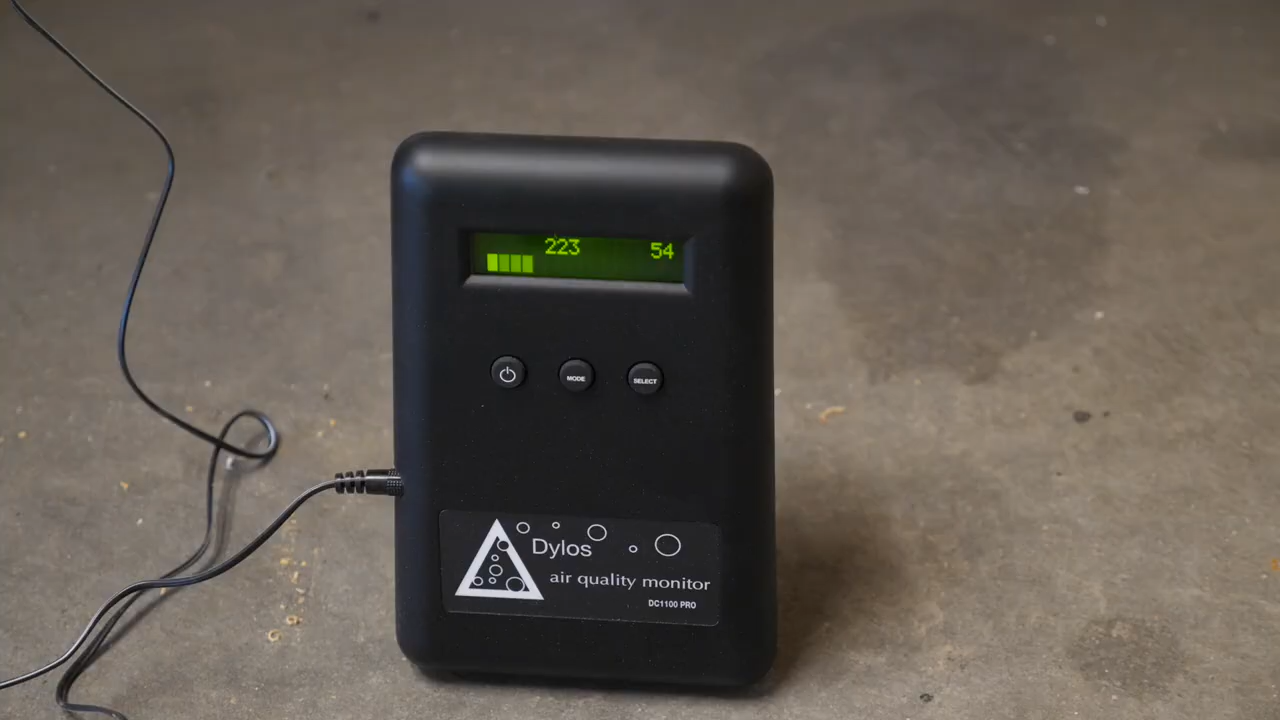 223 54
MODE SELECT
Dylos
air quality monitor
DC1100 PRO